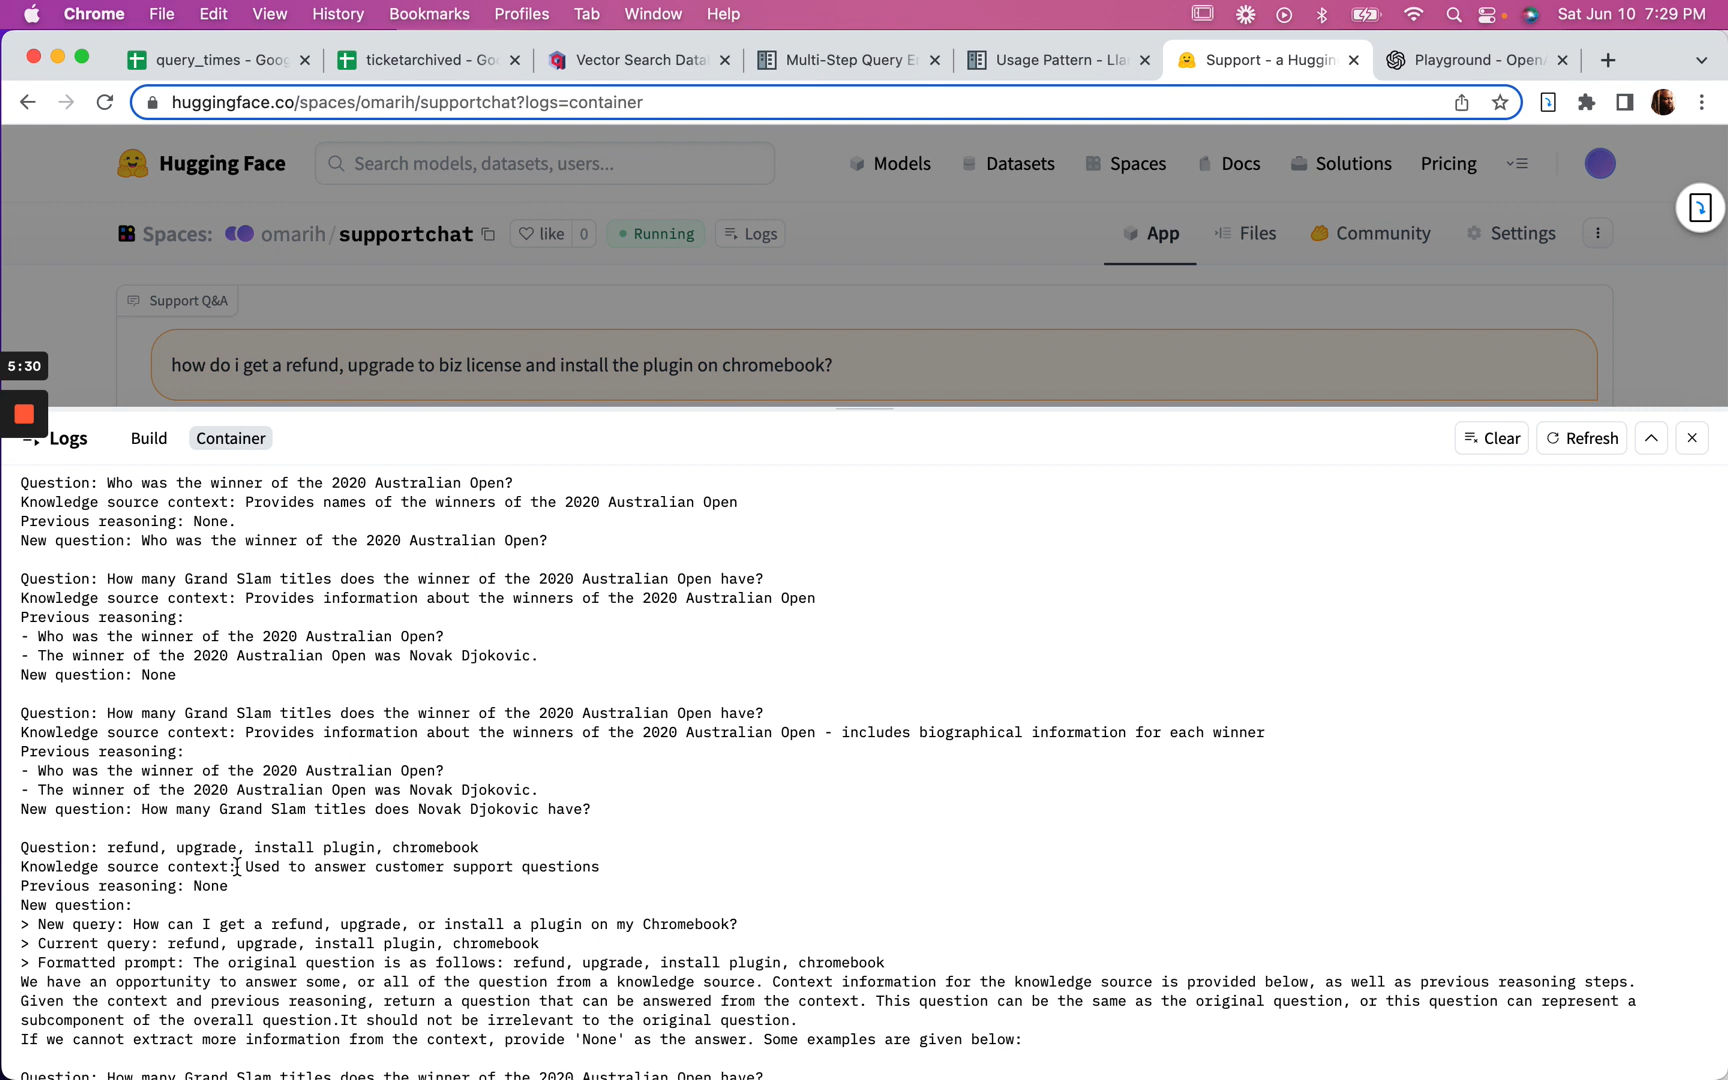 Chrome File Edit View History Bookmarks Profiles Tab Window Help Sat Jun 10 7:29 PM
query_times - Goog ticketarchived - Goo Vector Search Data Multi-Step Query E Usage Pattern - Lla Support - a Huggin Playground - OpenA
huggingface.co/spaces/omarih/supportchat?logs=container
Hugging Face Search models, datasets, users... Models Datasets Spaces Docs Solutions Pricing
Spaces: omarih/supportchat like 0 Running Logs App Files Community Settings
Support Q&A
how do i get a refund, upgrade to biz license and install the plugin on chromebook?
5:30
Logs Build Container Clear Refresh
Question: Who was the winner of the 2020 Australian Open?
Knowledge source context: Provides names of the winners of the 2020 Australian Open
Previous reasoning: None.
New question: Who was the winner of the 2020 Australian Open?
Question: How many Grand Slam titles does the winner of the 2020 Australian Open have?
Knowledge source context: Provides information about the winners of the 2020 Australian Open
Previous reasoning:
- Who was the winner of the 2020 Australian Open?
- The winner of the 2020 Australian Open was Novak Djokovic.
New question: None
Question: How many Grand Slam titles does the winner of the 2020 Australian Open have?
Knowledge source context: Provides information about the winners of the 2020 Australian Open - includes biographical information for each winner
Previous reasoning:
- Who was the winner of the 2020 Australian Open?
- The winner of the 2020 Australian Open was Novak Djokovic.
New question: How many Grand Slam titles does Novak Djokovic have?
Question: refund, upgrade, install plugin, chromebook
Knowledge source context: Used to answer customer support questions
Previous reasoning: None
New question:
> New query: How can I get a refund, upgrade, or install a plugin on my Chromebook?
> Current query: refund, upgrade, install plugin, chromebook
> Formatted prompt: The original question is as follows: refund, upgrade, install plugin, chromebook
We have an opportunity to answer some, or all of the question from a knowledge source. Context information for the knowledge source is provided below, as well as previous reasoning steps.
Given the context and previous reasoning, return a question that can be answered from the context. This question can be the same as the original question, or this question can represent a
subcomponent of the overall question.It should not be irrelevant to the original question.
If we cannot extract more information from the context, provide 'None' as the answer. Some examples are given below:
Question: How many Grand Slam titles does the winner of the 2020 Australian Open have?